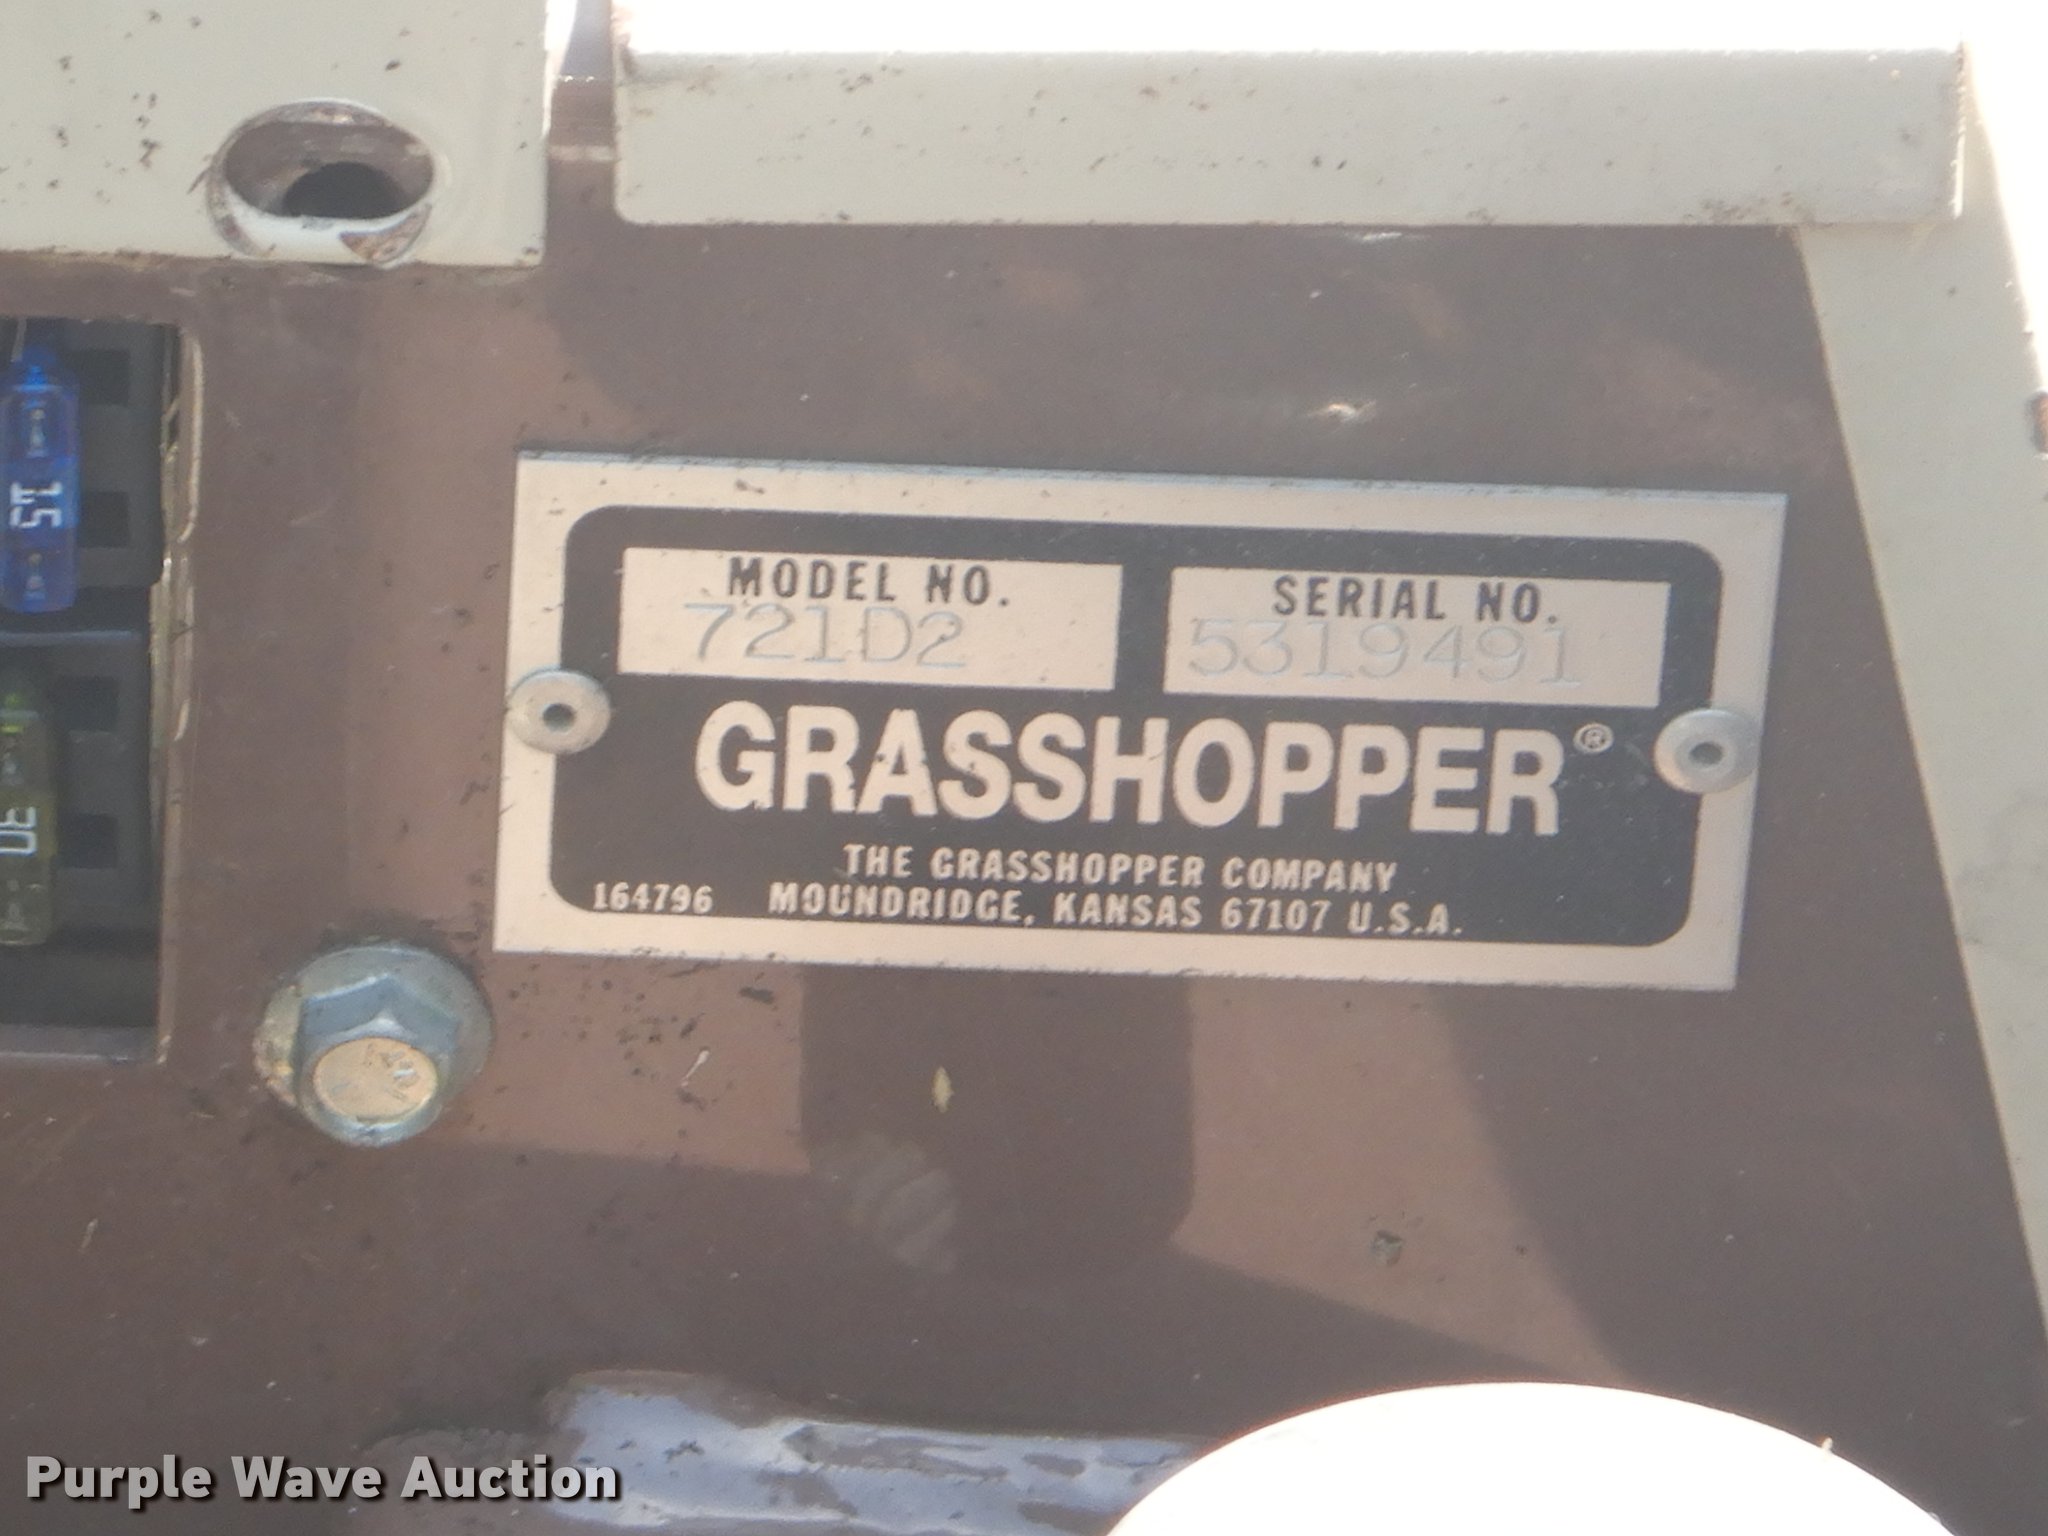 MODEL NO.
721D2
SERIAL NO.
5319491
GRASSHOPPER®
THE GRASSHOPPER COMPANY
164796 MOUNDRIDGE, KANSAS 67107 U.S.A.
15
30
Purple Wave Auction